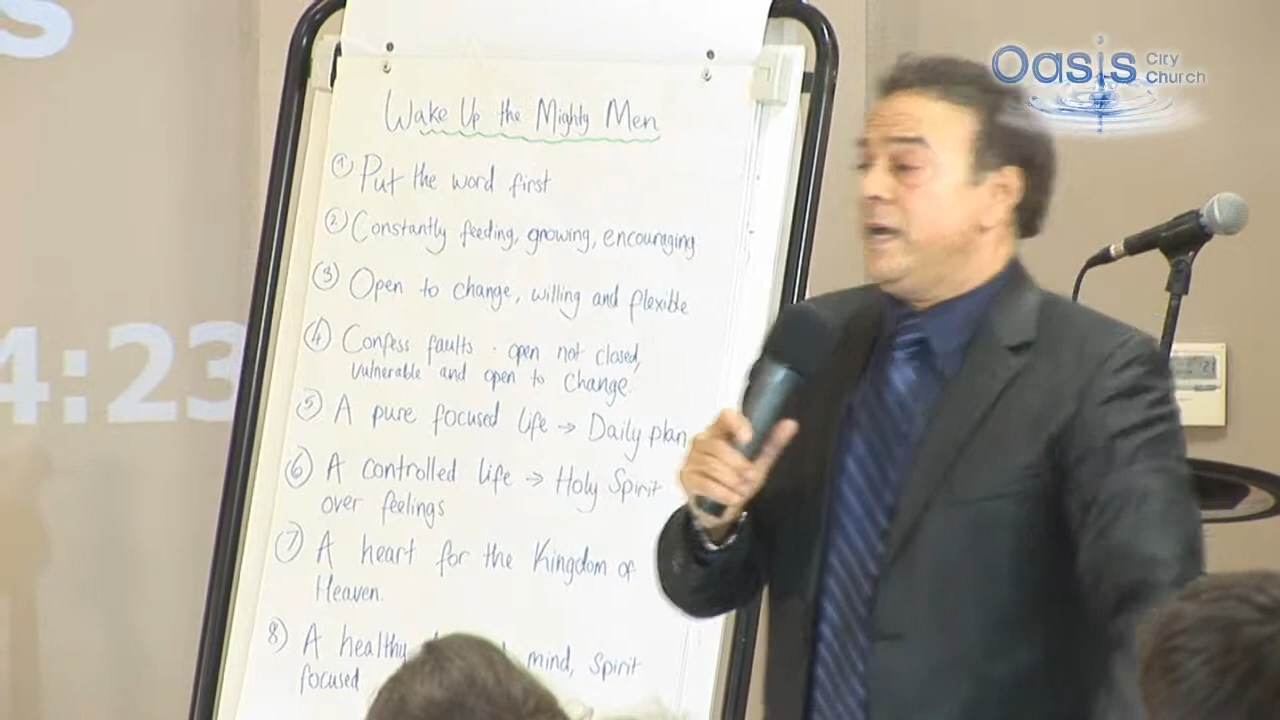 s
4:23
Oasis City Church
Wake Up the Mighty Men
1 Put the word first
2 Constantly feeding, growing, encouraging
3 Open to change, willing and flexible
4 Confess faults · open not closed,
vulnerable and open to change.
5 A pure focused life → Daily plan
6 A controlled life → Holy Spirit
over feelings
7 A heart for the Kingdom of
Heaven.
8) A healthy mind, Spirit
focused